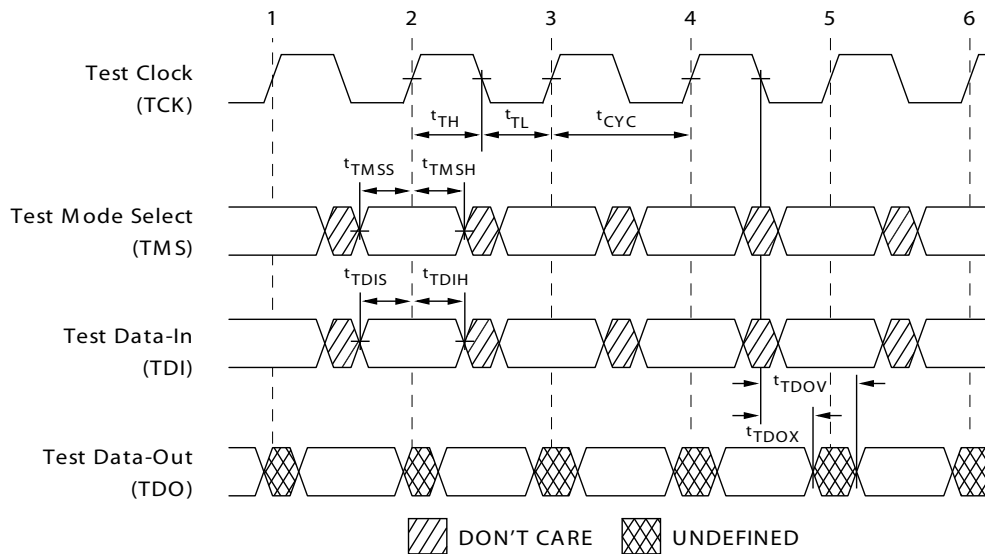 1 2 3 4 5 6
Test Clock
(TCK)
tTH tTL tCYC
tTMSS tTMSH
Test Mode Select
(TMS)
tTDIS tTDIH
Test Data-In
(TDI)
tTDOV
tTDOX
Test Data-Out
(TDO)
DON'T CARE UNDEFINED